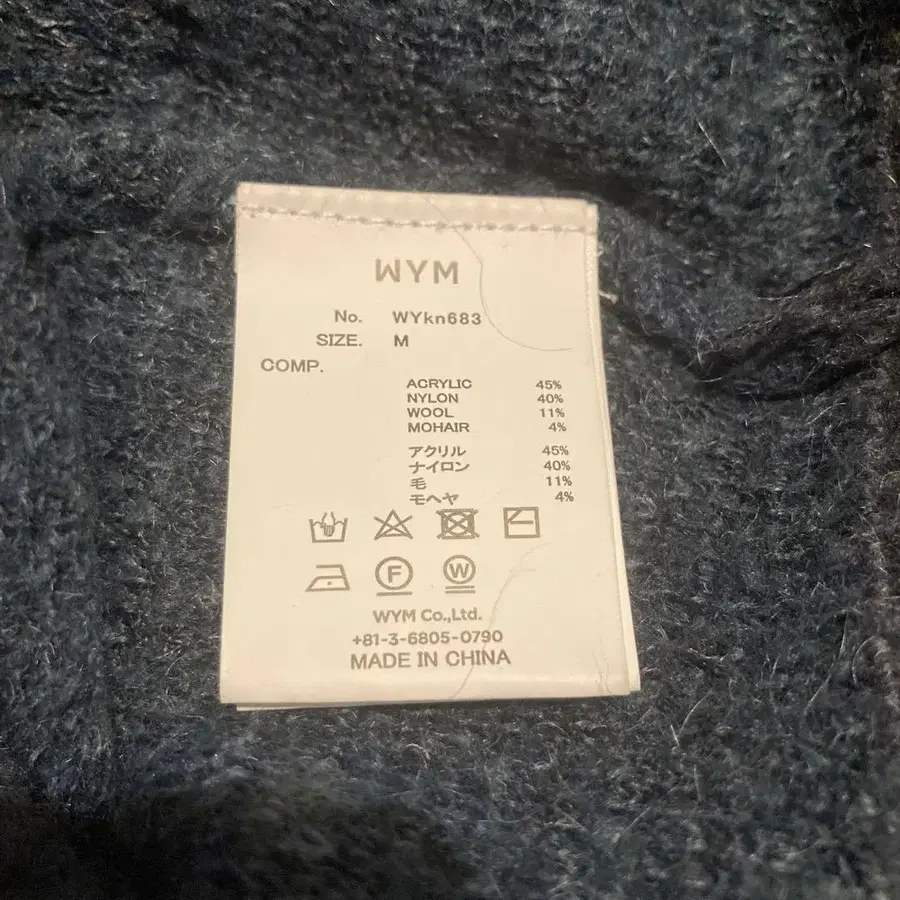 WYM
No. WYkn683
SIZE. M
COMP.
ACRYLIC 45%
NYLON 40%
WOOL 11%
MOHAIR 4%
アクリル 45%
ナイロン 40%
毛 11%
モヘヤ 4%
F W
WYM Co.,Ltd.
+81-3-6805-0790
MADE IN CHINA